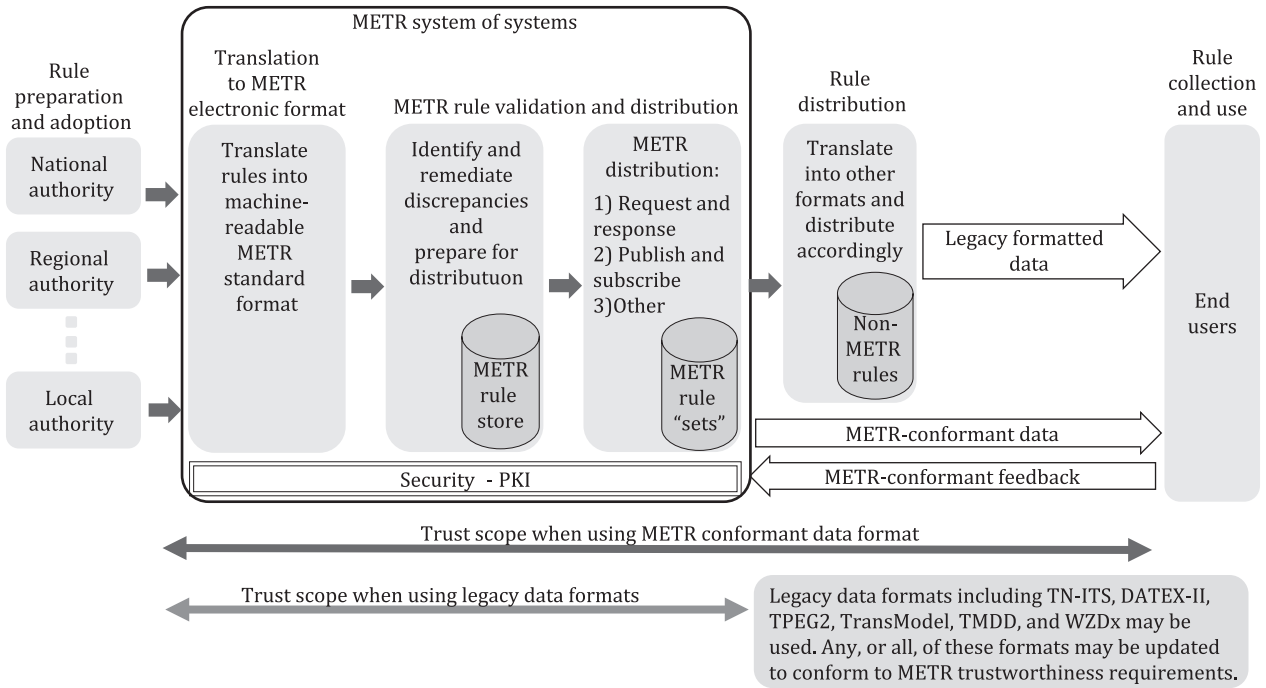 METR system of systems
Rule
preparation
and adoption
National
authority
Regional
authority
Local
authority
Translation
to METR
electronic format
Translate
rules into
machine-
readable
METR
standard
format
METR rule validation and distribution
Identify and
remediate
discrepancies
and
prepare for
distributuon
METR
rule
store
METR
distribution:
1) Request and
response
2) Publish and
subscribe
3)Other
METR
rule
“sets”
Security - PKI
Rule
distribution
Translate
into other
formats and
distribute
accordingly
Non-
METR
rules
Legacy formatted
data
METR-conformant data
METR-conformant feedback
Rule
collection
and use
End
users
Trust scope when using METR conformant data format
Trust scope when using legacy data formats
Legacy data formats including TN-ITS, DATEX-II,
TPEG2, TransModel, TMDD, and WZDx may be
used. Any, or all, of these formats may be updated
to conform to METR trustworthiness requirements.